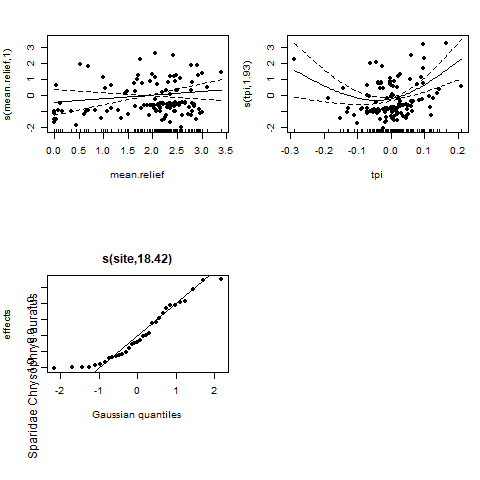 s(mean.relief,1)
3
2
1
0
-2
0.0 0.5 1.0 1.5 2.0 2.5 3.0 3.5
mean.relief
s(tpi,1.93)
3
2
1
0
-2
-0.3 -0.2 -0.1 0.0 0.1 0.2
tpi
s(site,18.42)
effects
Sparidae Chrysophrys auratus
-2 -1 0 1 2
Gaussian quantiles